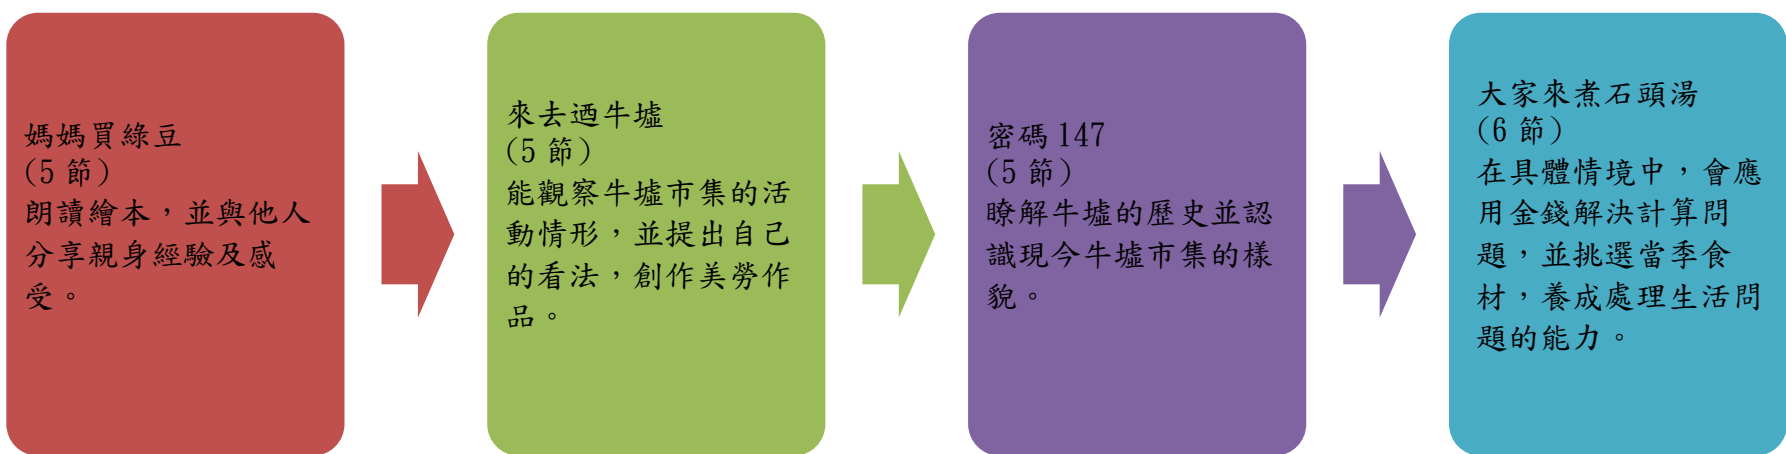 媽媽買綠豆
(5 節)
朗讀繪本，並與他人
分享親身經驗及感
受。
來去迺牛墟
(5 節)
能觀察牛墟市集的活
動情形，並提出自己
的看法，創作美勞作
品。
密碼 147
(5 節)
瞭解牛墟的歷史並認
識現今牛墟市集的樣
貌。
大家來煮石頭湯
(6 節)
在具體情境中，會應
用金錢解決計算問
題，並挑選當季食
材，養成處理生活問
題的能力。